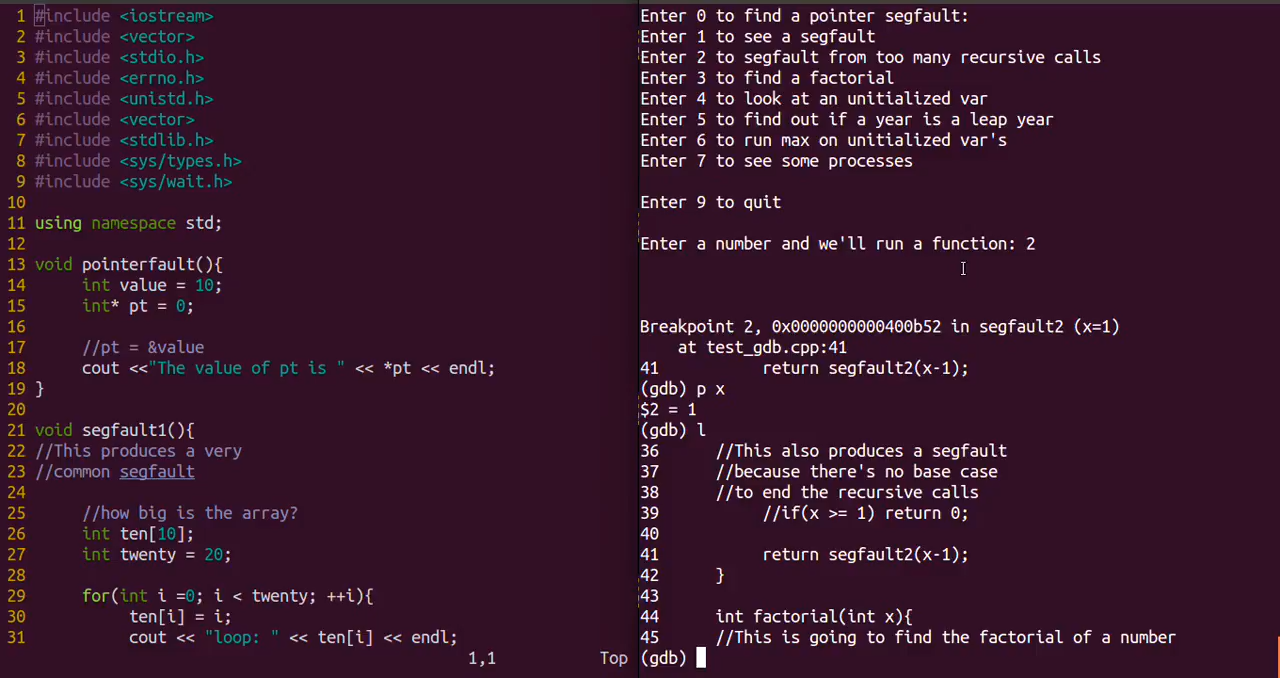 1 #include <iostream>
2 #include <vector>
3 #include <stdio.h>
4 #include <errno.h>
5 #include <unistd.h>
6 #include <vector>
7 #include <stdlib.h>
8 #include <sys/types.h>
9 #include <sys/wait.h>
10
11 using namespace std;
12
13 void pointerfault(){
14     int value = 10;
15     int* pt = 0;
16
17     //pt = &value
18     cout <<"The value of pt is " << *pt << endl;
19 }
20
21 void segfault1(){
22 //This produces a very
23 //common segfault
24
25     //how big is the array?
26     int ten[10];
27     int twenty = 20;
28
29     for(int i =0; i < twenty; ++i){
30          ten[i] = i;
31          cout << "loop: " << ten[i] << endl;
1,1 Top
Enter 0 to find a pointer segfault:
Enter 1 to see a segfault
Enter 2 to segfault from too many recursive calls
Enter 3 to find a factorial
Enter 4 to look at an unitialized var
Enter 5 to find out if a year is a leap year
Enter 6 to run max on unitialized var's
Enter 7 to see some processes
Enter 9 to quit
Enter a number and we'll run a function: 2
Breakpoint 2, 0x0000000000400b52 in segfault2 (x=1)
    at test_gdb.cpp:41
41           return segfault2(x-1);
(gdb) p x
$2 = 1
(gdb) l
36      //This also produces a segfault
37      //because there's no base case
38      //to end the recursive calls
39           //if(x >= 1) return 0;
40
41           return segfault2(x-1);
42      }
43
44      int factorial(int x){
45      //This is going to find the factorial of a number
(gdb)